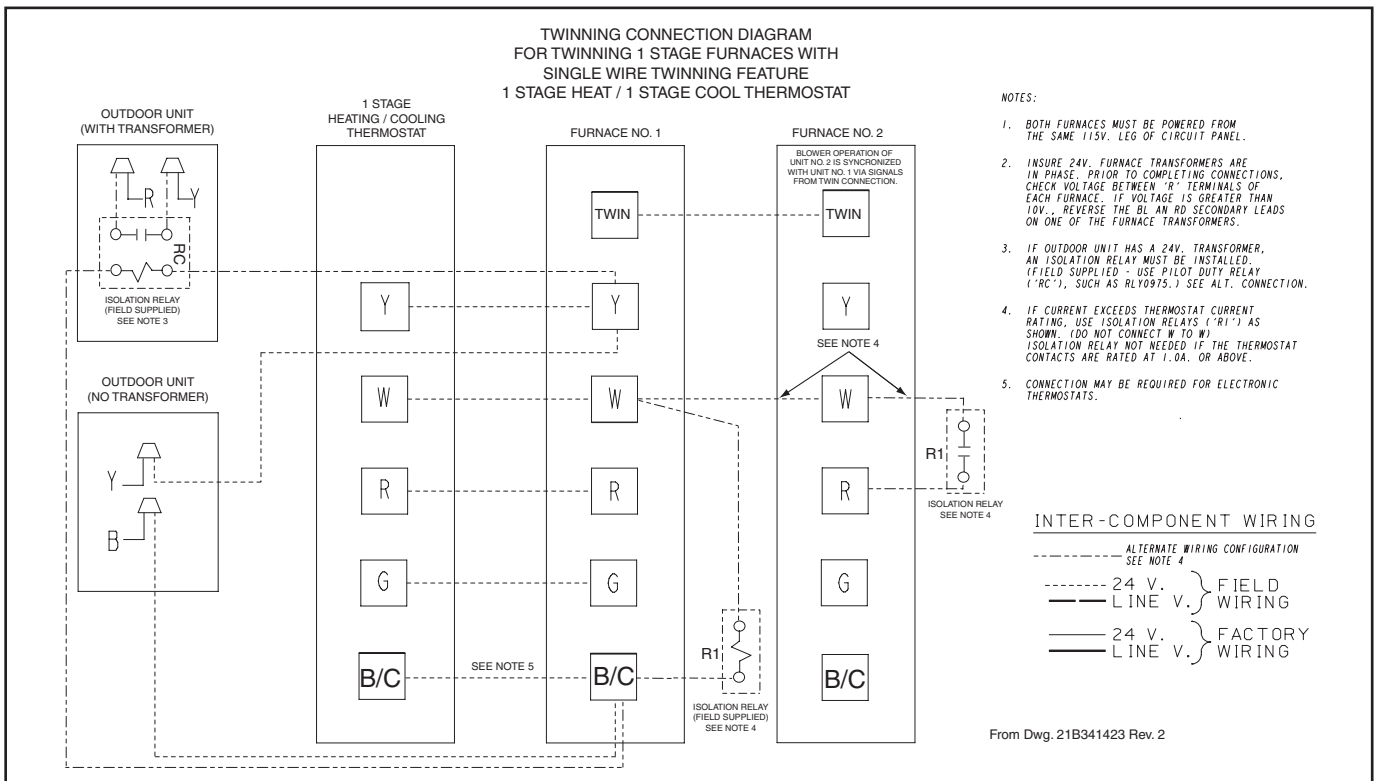 TWINNING CONNECTION DIAGRAM
FOR TWINNING 1 STAGE FURNACES WITH
SINGLE WIRE TWINNING FEATURE
1 STAGE HEAT / 1 STAGE COOL THERMOSTAT
OUTDOOR UNIT
(WITH TRANSFORMER)
R
Y
RC
ISOLATION RELAY
(FIELD SUPPLIED)
SEE NOTE 3
OUTDOOR UNIT
(NO TRANSFORMER)
Y
B
1 STAGE
HEATING / COOLING
THERMOSTAT
Y
W
R
G
B/C
SEE NOTE 5
FURNACE NO. 1
TWIN
Y
W
R
G
B/C
R1
ISOLATION RELAY
(FIELD SUPPLIED)
SEE NOTE 4
FURNACE NO. 2
BLOWER OPERATION OF
UNIT NO. 2 IS SYNCRONIZED
WITH UNIT NO. 1 VIA SIGNALS
FROM TWIN CONNECTION.
TWIN
Y
SEE NOTE 4
W
R
G
B/C
R1
ISOLATION RELAY
SEE NOTE 4
NOTES:
1. BOTH FURNACES MUST BE POWERED FROM
THE SAME 115V. LEG OF CIRCUIT PANEL.
2. INSURE 24V. FURNACE TRANSFORMERS ARE
IN PHASE. PRIOR TO COMPLETING CONNECTIONS,
CHECK VOLTAGE BETWEEN 'R' TERMINALS OF
EACH FURNACE. IF VOLTAGE IS GREATER THAN
10V., REVERSE THE BL AN RD SECONDARY LEADS
ON ONE OF THE FURNACE TRANSFORMERS.
3. IF OUTDOOR UNIT HAS A 24V. TRANSFORMER,
AN ISOLATION RELAY MUST BE INSTALLED.
(FIELD SUPPLIED - USE PILOT DUTY RELAY
('RC'), SUCH AS RLY0975.) SEE ALT. CONNECTION.
4. IF CURRENT EXCEEDS THERMOSTAT CURRENT
RATING, USE ISOLATION RELAYS ('R1') AS
SHOWN. (DO NOT CONNECT W TO W)
ISOLATION RELAY NOT NEEDED IF THE THERMOSTAT
CONTACTS ARE RATED AT 1.0A. OR ABOVE.
5. CONNECTION MAY BE REQUIRED FOR ELECTRONIC
THERMOSTATS.
INTER-COMPONENT WIRING
ALTERNATE WIRING CONFIGURATION
SEE NOTE 4
24 V.
LINE V.
FIELD
WIRING
24 V.
LINE V.
FACTORY
WIRING
From Dwg. 21B341423 Rev. 2